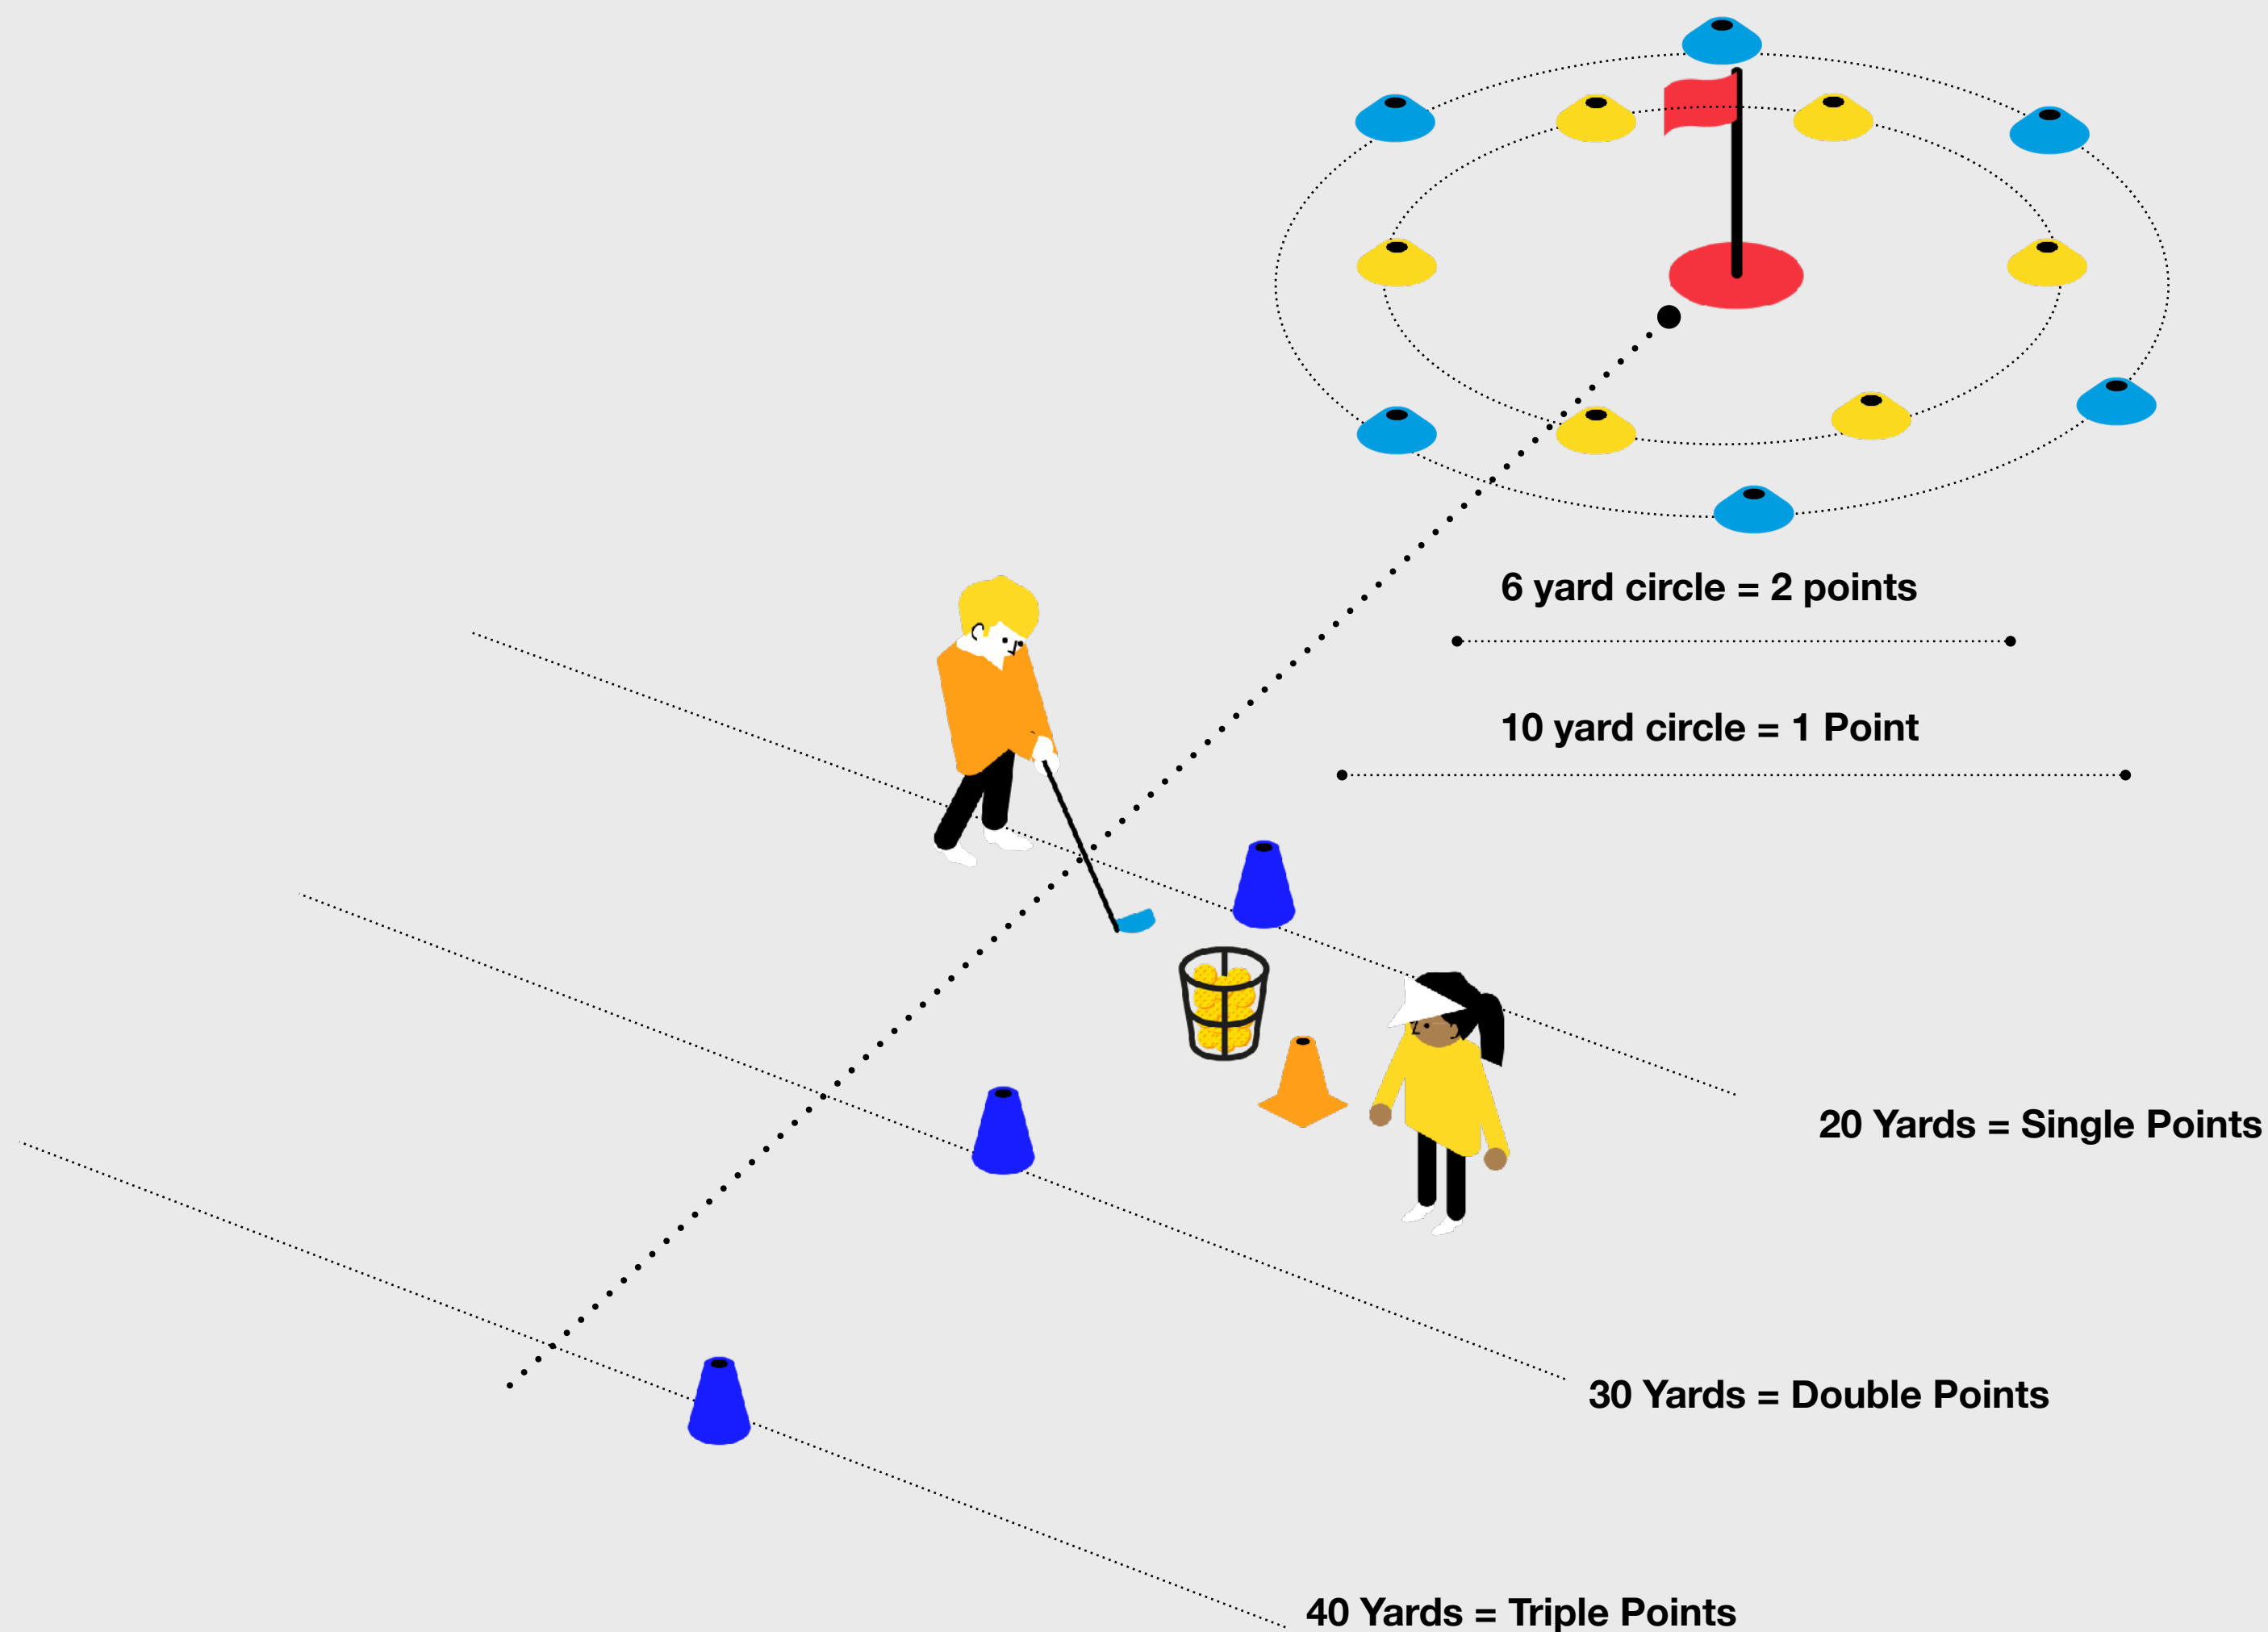 6 yard circle = 2 points
10 yard circle = 1 Point
20 Yards = Single Points
30 Yards = Double Points
40 Yards = Triple Points